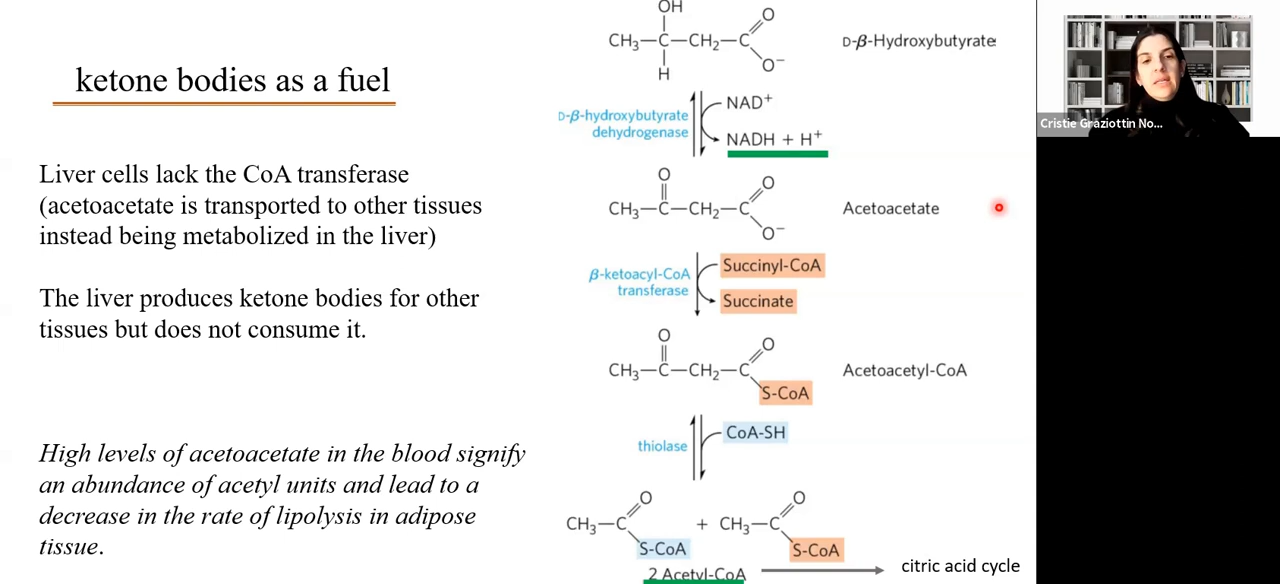 ketone bodies as a fuel
Liver cells lack the CoA transferase
(acetoacetate is transported to other tissues
instead being metabolized in the liver)
The liver produces ketone bodies for other
tissues but does not consume it.
High levels of acetoacetate in the blood signify
an abundance of acetyl units and lead to a
decrease in the rate of lipolysis in adipose
tissue.
OH
O
CH₃—C—CH₂—C
O⁻
H
D-β-Hydroxybutyrate
D-β-hydroxybutyrate
dehydrogenase
NAD⁺
NADH + H⁺
O
O
CH₃—C—CH₂—C
O⁻
Acetoacetate
β-ketoacyl-CoA
transferase
Succinyl-CoA
Succinate
O
O
CH₃—C—CH₂—C
S-CoA
Acetoacetyl-CoA
thiolase
CoA-SH
O
O
CH₃—C + CH₃—C
S-CoA
S-CoA
2 Acetyl-CoA
citric acid cycle
Cristie Graziottin No...